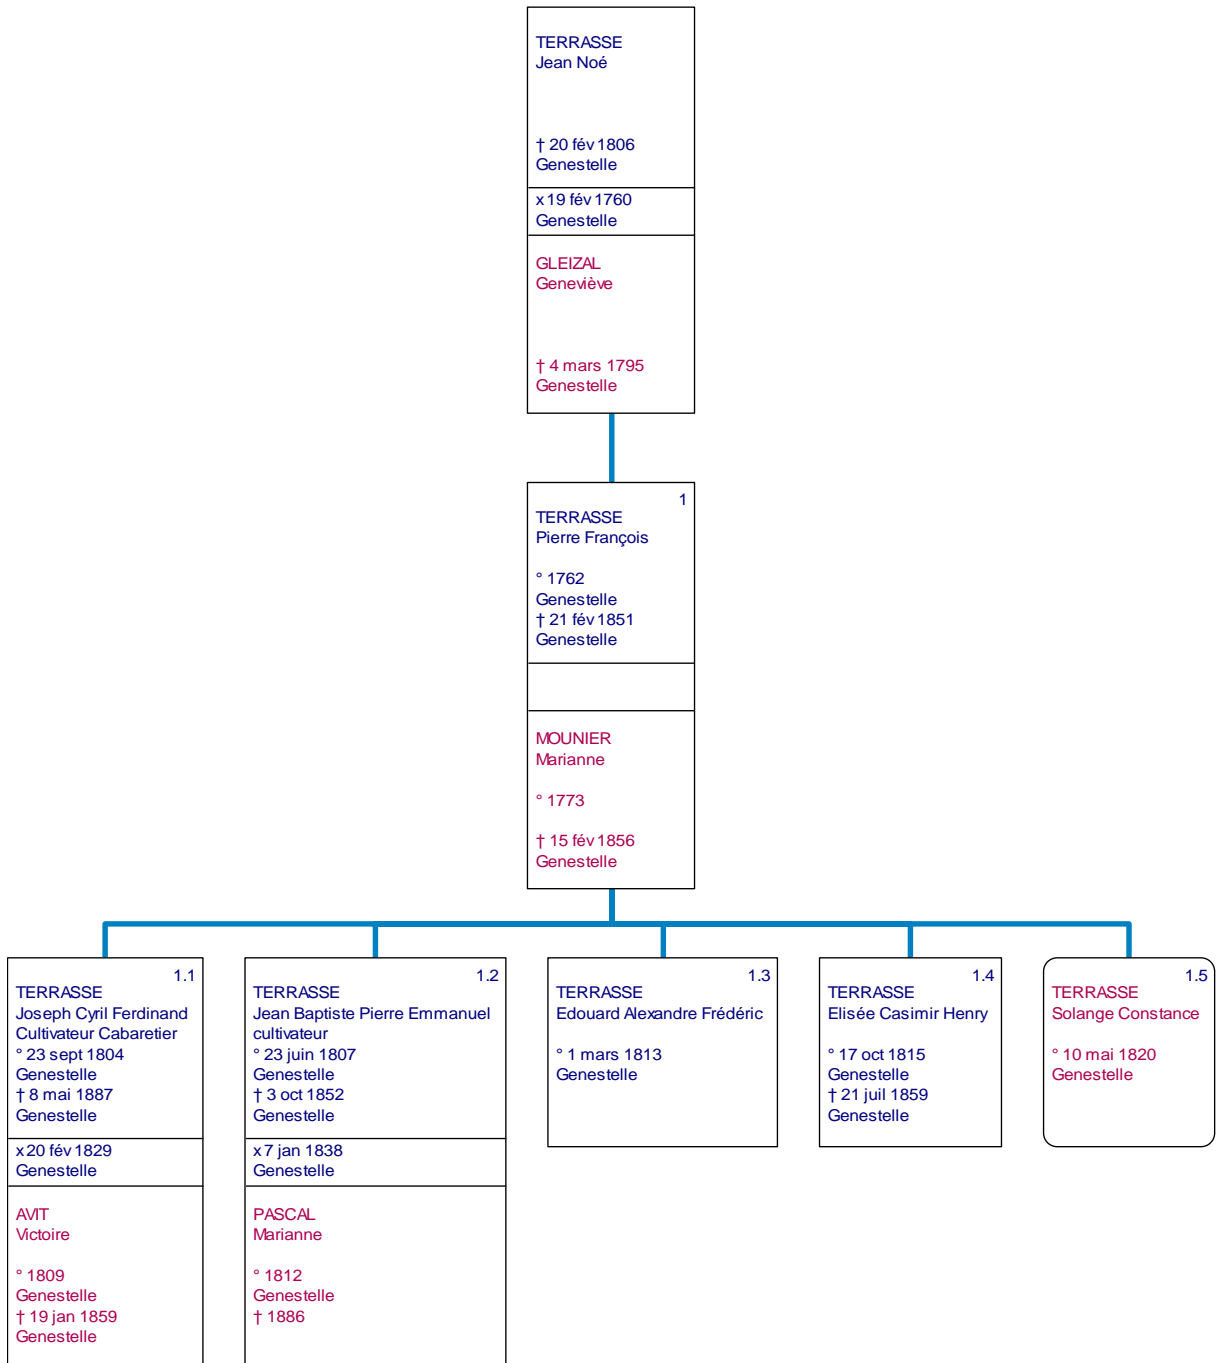 TERRASSE
Jean Noé
† 20 fév 1806
Genestelle
x 19 fév 1760
Genestelle
GLEIZAL
Geneviève
† 4 mars 1795
Genestelle
1
TERRASSE
Pierre François
° 1762
Genestelle
† 21 fév 1851
Genestelle
MOUNIER
Marianne
° 1773
† 15 fév 1856
Genestelle
1.1
TERRASSE
Joseph Cyril Ferdinand
Cultivateur Cabaretier
° 23 sept 1804
Genestelle
† 8 mai 1887
Genestelle
x 20 fév 1829
Genestelle
AVIT
Victoire
° 1809
Genestelle
† 19 jan 1859
Genestelle
1.2
TERRASSE
Jean Baptiste Pierre Emmanuel
cultivateur
° 23 juin 1807
Genestelle
† 3 oct 1852
Genestelle
x 7 jan 1838
Genestelle
PASCAL
Marianne
° 1812
Genestelle
† 1886
1.3
TERRASSE
Edouard Alexandre Frédéric
° 1 mars 1813
Genestelle
1.4
TERRASSE
Elisée Casimir Henry
° 17 oct 1815
Genestelle
† 21 juil 1859
Genestelle
1.5
TERRASSE
Solange Constance
° 10 mai 1820
Genestelle